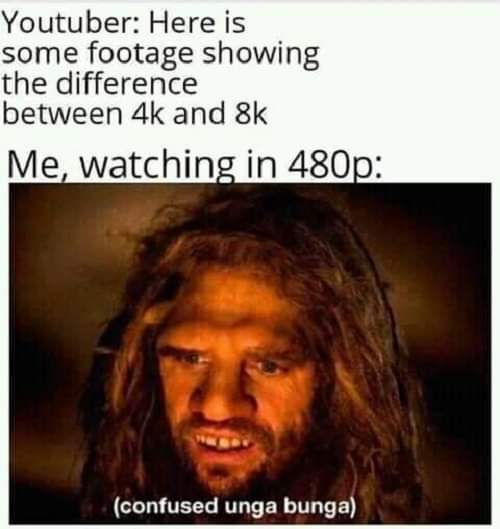 Youtuber: Here is
some footage showing
the difference
between 4k and 8k
Me, watching in 480p:
(confused unga bunga)